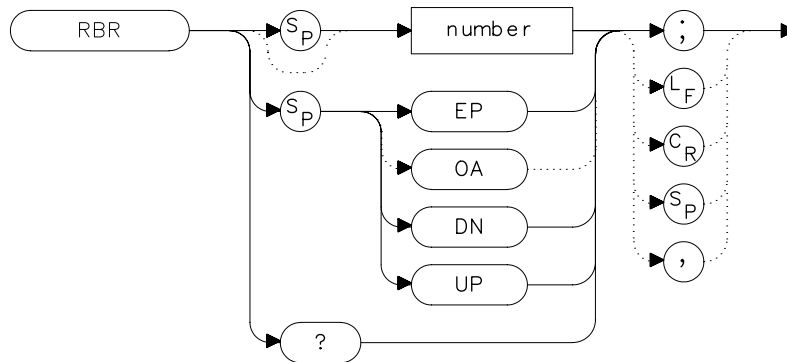 RBR SP number ;
LF
SP EP
OA CR
DN SP
UP ,
?